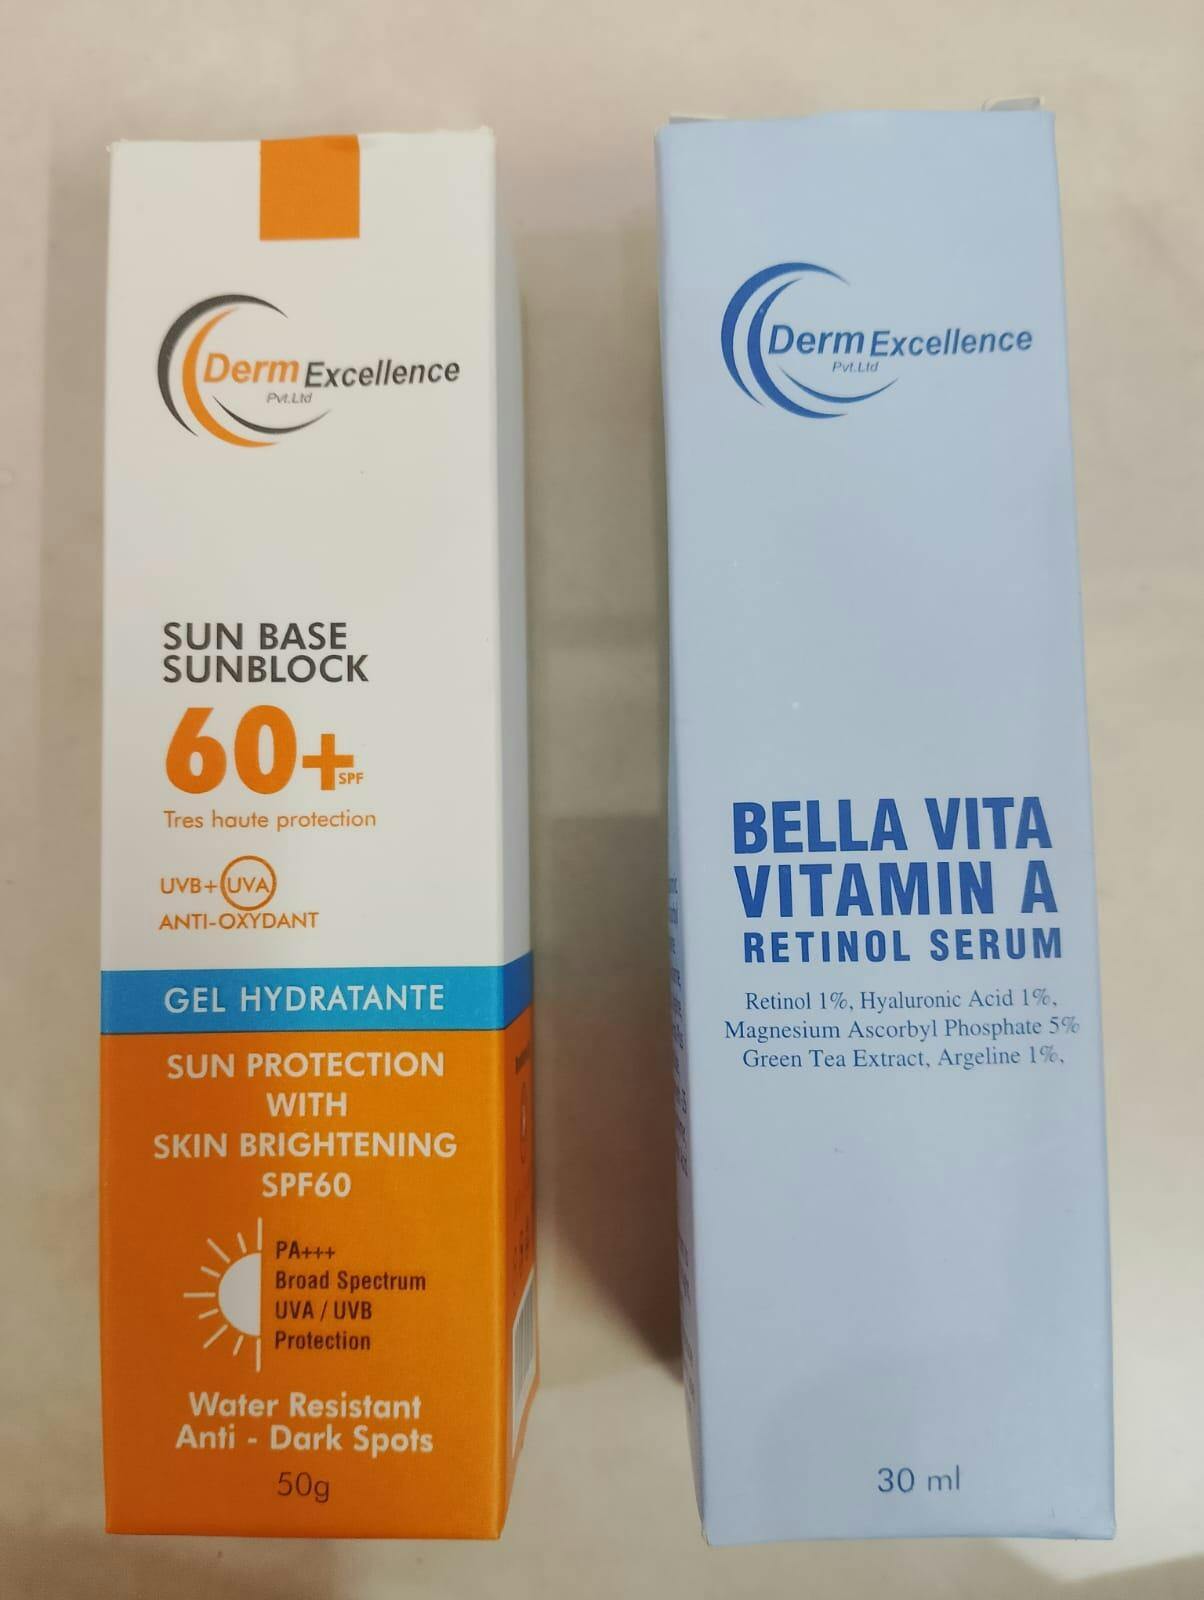 Derm Excellence
Pvt.Ltd
SUN BASE
SUNBLOCK
60+
SPF
Tres haute protection
UVB+ UVA
ANTI-OXYDANT
GEL HYDRATANTE
SUN PROTECTION
WITH
SKIN BRIGHTENING
SPF60
PA+++
Broad Spectrum
UVA / UVB
Protection
Water Resistant
Anti - Dark Spots
50g
Derm Excellence
Pvt.Ltd
BELLA VITA
VITAMIN A
RETINOL SERUM
Retinol 1%, Hyaluronic Acid 1%,
Magnesium Ascorbyl Phosphate 5%
Green Tea Extract, Argeline 1%,
30 ml